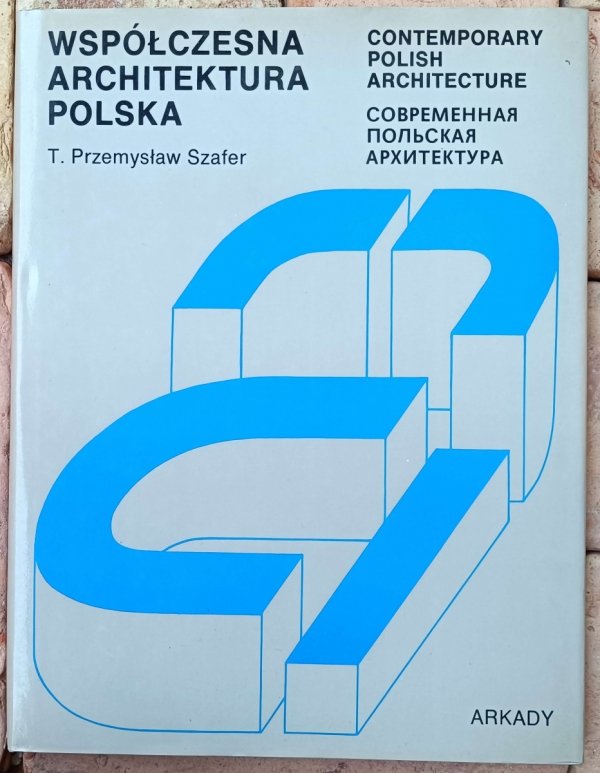 WSPÓŁCZESNA
ARCHITEKTURA
POLSKA
T. Przemysław Szafer
CONTEMPORARY
POLISH
ARCHITECTURE
СОВРЕМЕННАЯ
ПОЛЬСКАЯ
АРХИТЕКТУРА
ARKADY